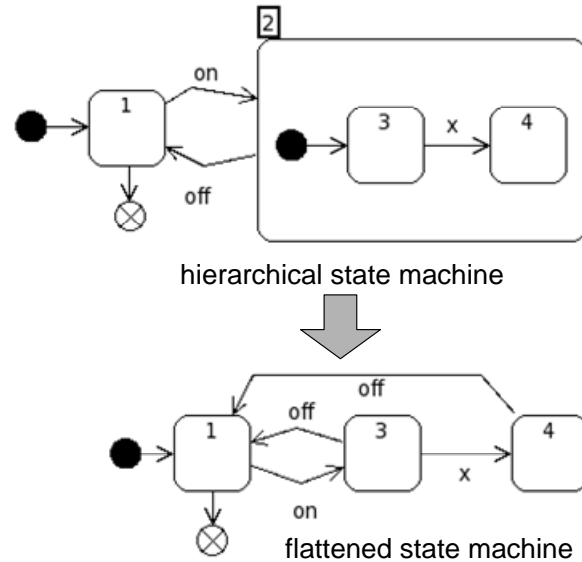 2
on
1
3
x
4
off
hierarchical state machine
off
1
off
3
4
x
on
flattened state machine